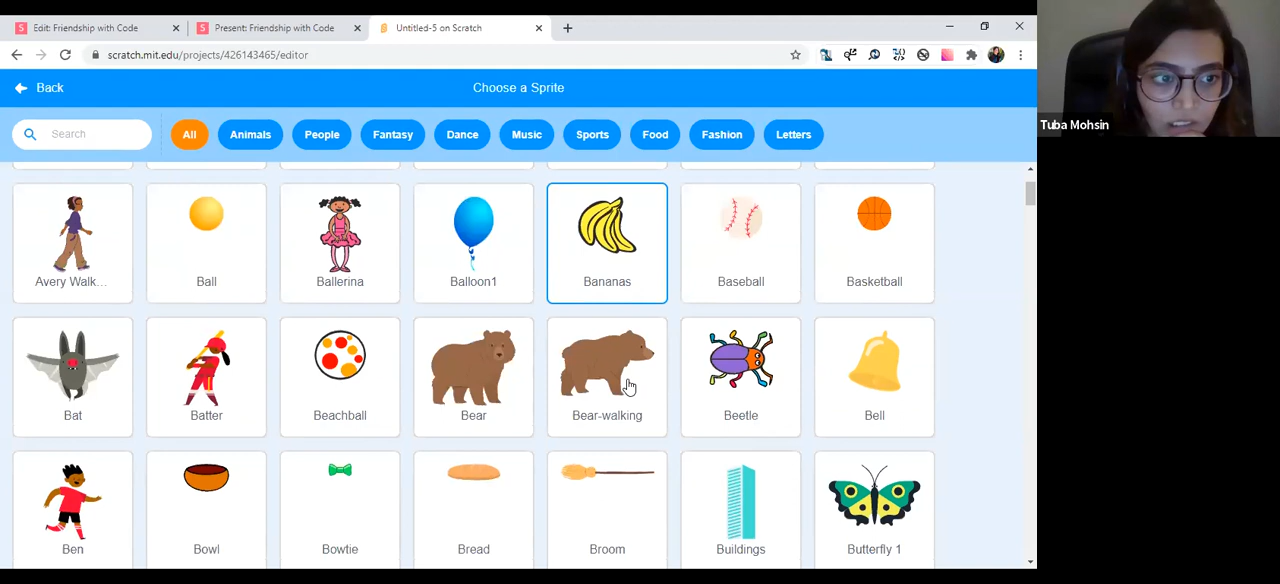 Edit: Friendship with Code
Present: Friendship with Code
Untitled-5 on Scratch
scratch.mit.edu/projects/426143465/editor
Back
Choose a Sprite
Search
All
Animals
People
Fantasy
Dance
Music
Sports
Food
Fashion
Letters
Tuba Mohsin
Avery Walk...
Ball
Ballerina
Balloon1
Bananas
Baseball
Basketball
Bat
Batter
Beachball
Bear
Bear-walking
Beetle
Bell
Ben
Bowl
Bowtie
Bread
Broom
Buildings
Butterfly 1